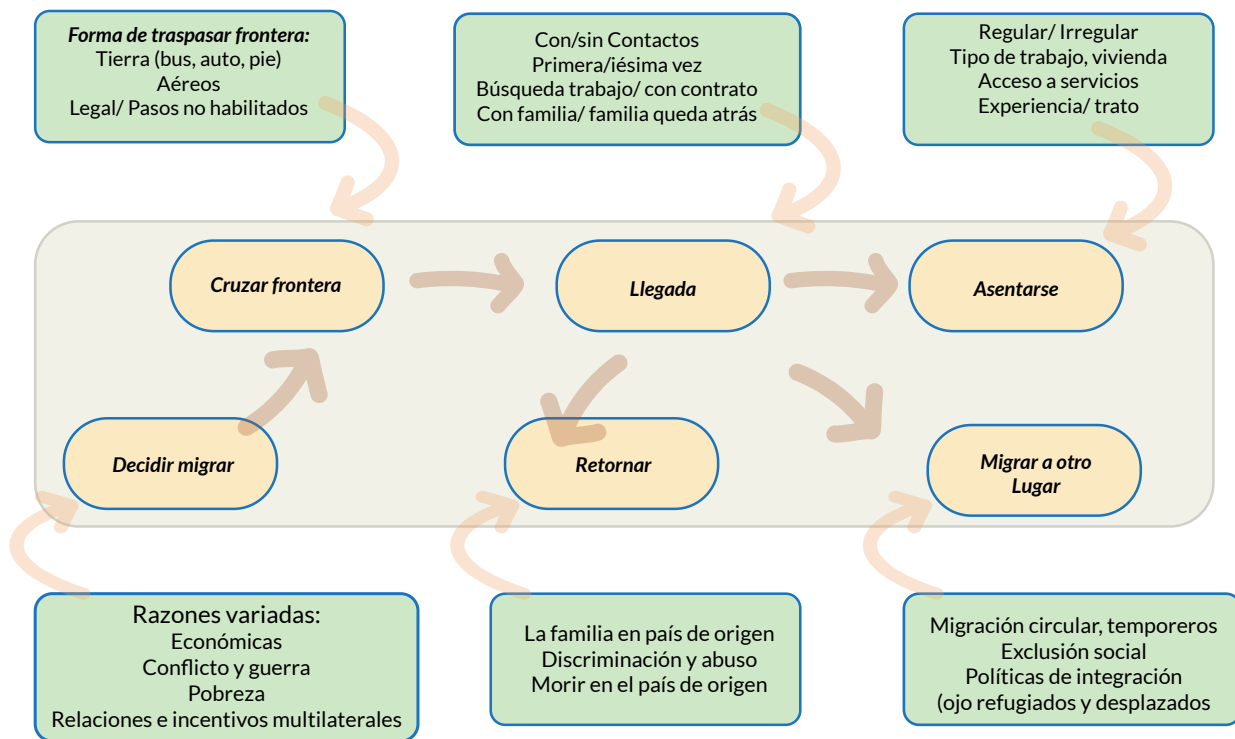 Forma de traspasar frontera:
Tierra (bus, auto, pie)
Aéreos
Legal/ Pasos no habilitados
Con/sin Contactos
Primera/iésima vez
Búsqueda trabajo/ con contrato
Con familia/ familia queda atrás
Regular/ Irregular
Tipo de trabajo, vivienda
Acceso a servicios
Experiencia/ trato
Cruzar frontera
Llegada
Asentarse
Decidir migrar
Retornar
Migrar a otro
Lugar
Razones variadas:
Económicas
Conflicto y guerra
Pobreza
Relaciones e incentivos multilaterales
La familia en país de origen
Discriminación y abuso
Morir en el país de origen
Migración circular, temporeros
Exclusión social
Políticas de integración
(ojo refugiados y desplazados